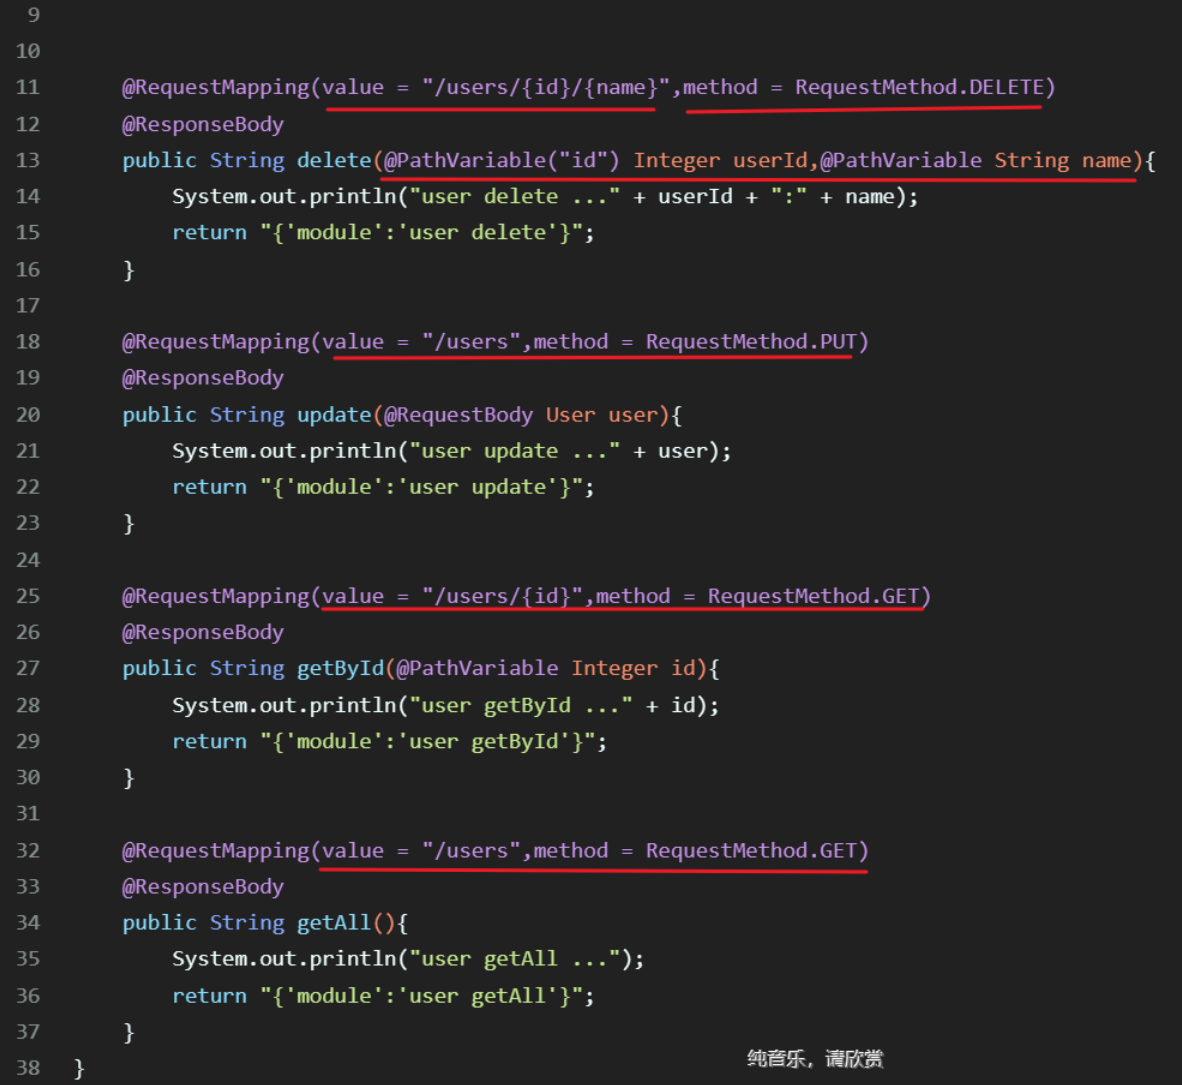 9
10
11 @RequestMapping(value = "/users/{id}/{name}",method = RequestMethod.DELETE)
12 @ResponseBody
13 public String delete(@PathVariable("id") Integer userId,@PathVariable String name){
14 System.out.println("user delete ..." + userId + ":" + name);
15 return "{'module':'user delete'}";
16 }
17
18 @RequestMapping(value = "/users",method = RequestMethod.PUT)
19 @ResponseBody
20 public String update(@RequestBody User user){
21 System.out.println("user update ..." + user);
22 return "{'module':'user update'}";
23 }
24
25 @RequestMapping(value = "/users/{id}",method = RequestMethod.GET)
26 @ResponseBody
27 public String getById(@PathVariable Integer id){
28 System.out.println("user getById ..." + id);
29 return "{'module':'user getById'}";
30 }
31
32 @RequestMapping(value = "/users",method = RequestMethod.GET)
33 @ResponseBody
34 public String getAll(){
35 System.out.println("user getAll ...");
36 return "{'module':'user getAll'}";
37 }
38 }
纯音乐，请欣赏